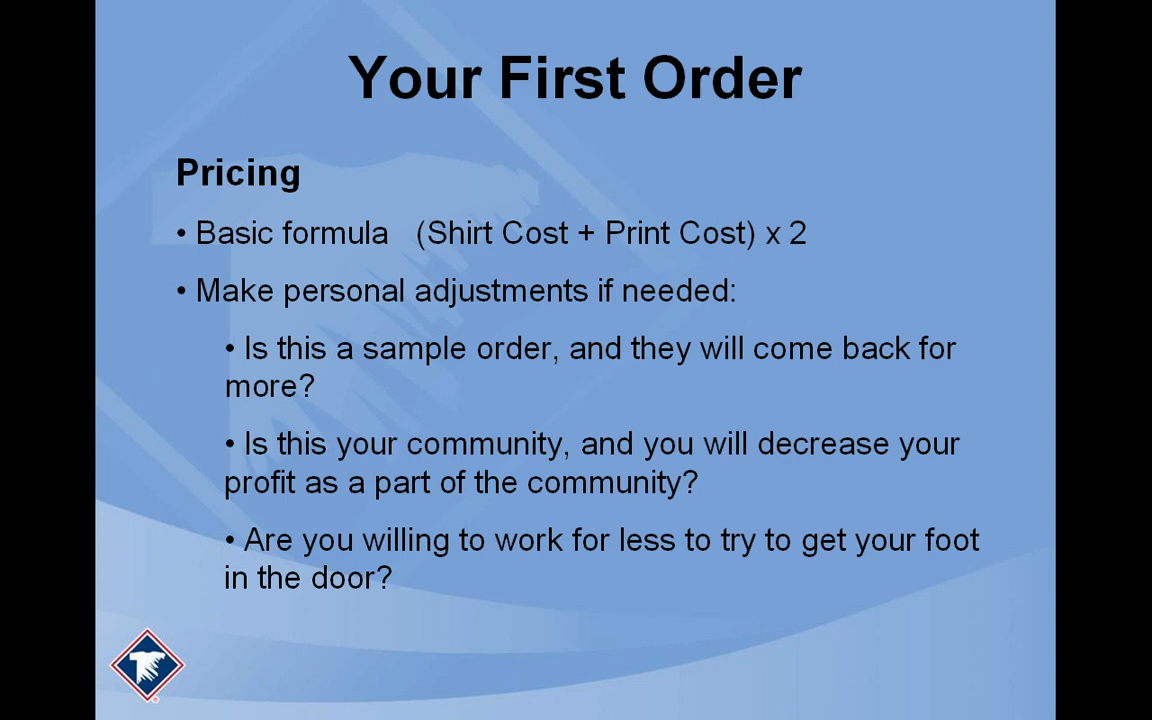 Your First Order
Pricing
• Basic formula   (Shirt Cost + Print Cost) x 2
• Make personal adjustments if needed:
• Is this a sample order, and they will come back for
more?
• Is this your community, and you will decrease your
profit as a part of the community?
• Are you willing to work for less to try to get your foot
in the door?